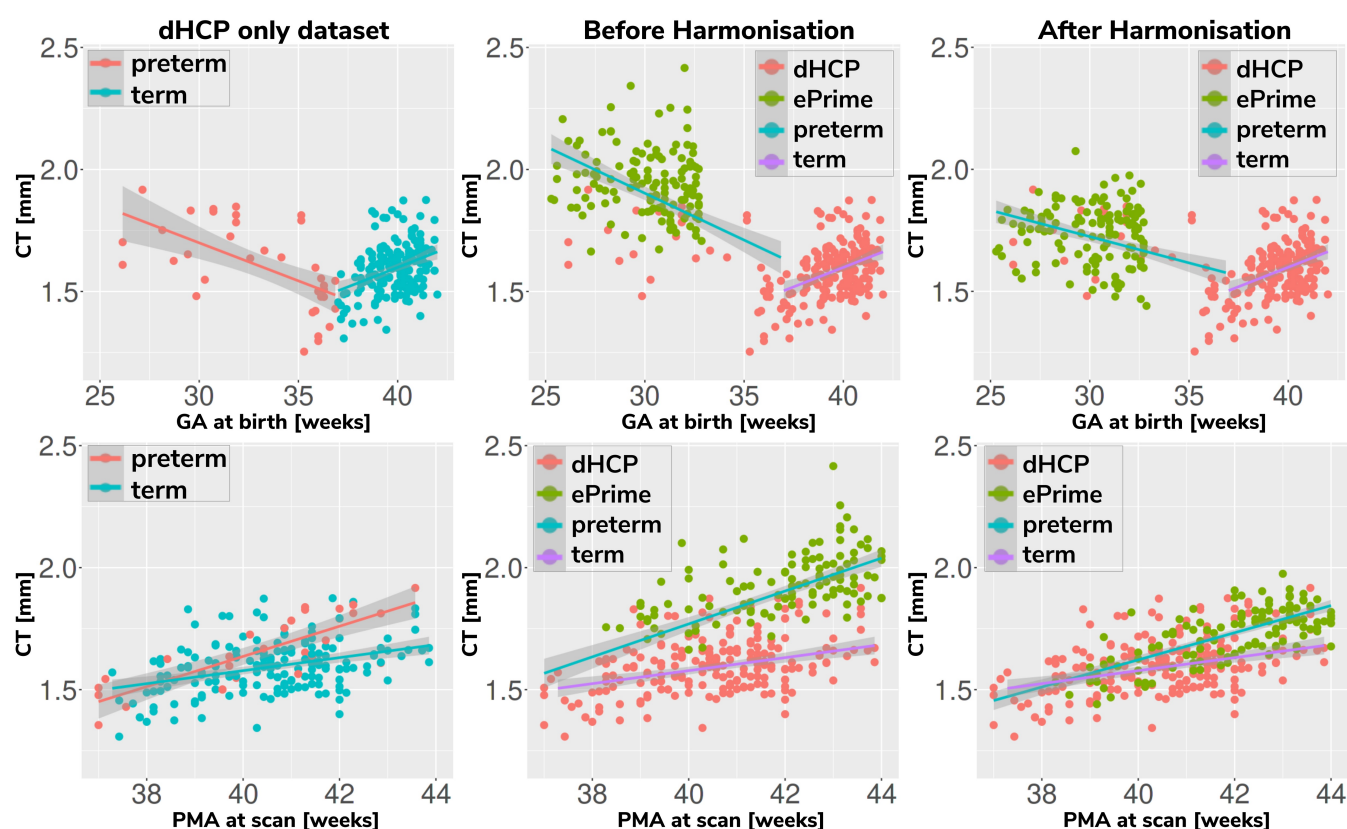 dHCP only dataset
Before Harmonisation
After Harmonisation
CT [mm]
2.5
2.0
1.5
preterm
term
25
30
35
40
GA at birth [weeks]
CT [mm]
2.5
2.0
1.5
dHCP
ePrime
preterm
term
25
30
35
40
GA at birth [weeks]
CT [mm]
2.5
2.0
1.5
dHCP
ePrime
preterm
term
25
30
35
40
GA at birth [weeks]
CT [mm]
2.5
2.0
1.5
preterm
term
38
40
42
44
PMA at scan [weeks]
CT [mm]
2.5
2.0
1.5
dHCP
ePrime
preterm
term
38
40
42
44
PMA at scan [weeks]
CT [mm]
2.5
2.0
1.5
dHCP
ePrime
preterm
term
38
40
42
44
PMA at scan [weeks]